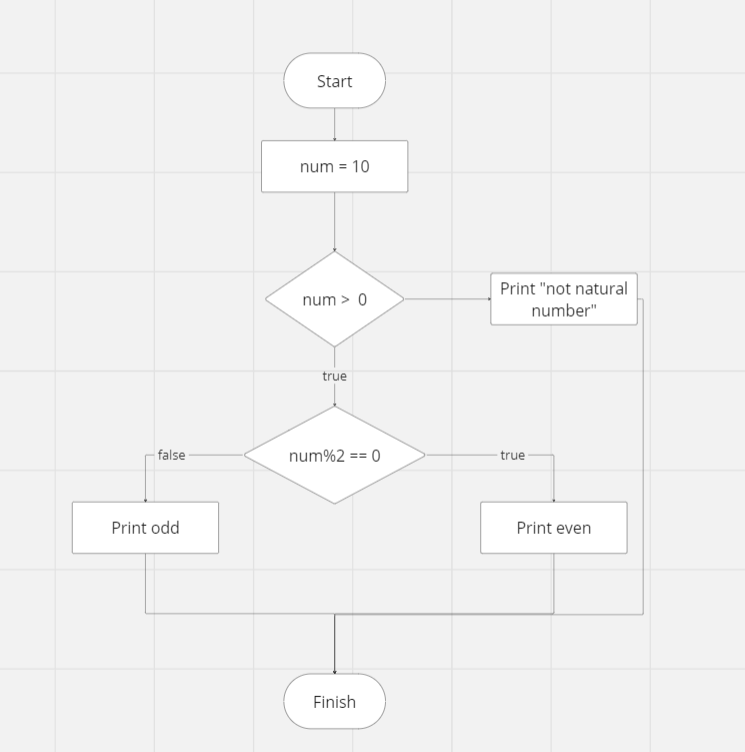 Start
num = 10
num >  0
Print "not natural
number"
true
num%2 == 0
false
true
Print odd
Print even
Finish